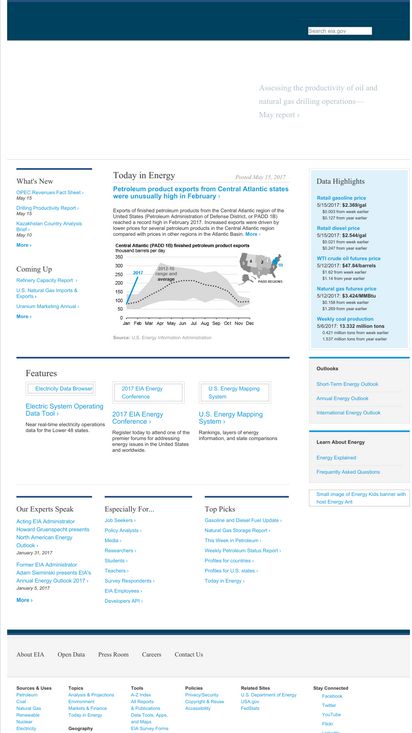 Search eia.gov
Assessing the productivity of oil and
natural gas drilling operations—
May report ›
What's New
OPEC Revenues Fact Sheet ›
May 15
Drilling Productivity Report ›
May 15
Kazakhstan Country Analysis
Brief ›
May 10
More ›
Coming Up
Refinery Capacity Report ›
U.S. Natural Gas Imports &
Exports ›
Uranium Marketing Annual ›
More ›
Today in Energy
Posted May 15, 2017
Petroleum product exports from Central Atlantic states
were unusually high in February ›
Exports of finished petroleum products from the Central Atlantic region of the
United States (Petroleum Administration of Defense District, or PADD 1B)
reached a record high in February 2017. Increased exports were driven by
lower prices for several petroleum products in the Central Atlantic region
compared with prices in other regions in the Atlantic Basin. More ›
Central Atlantic (PADD 1B) finished petroleum product exports
thousand barrels per day
350
300
250
200
150
100
50
0
2017
2012-16
range and
average
PADD REGIONS
Jan Feb Mar Apr May Jun Jul Aug Sep Oct Nov Dec
Source: U.S. Energy Information Administration
Data Highlights
Retail gasoline price
5/15/2017: $2.369/gal
$0.003 from week earlier
$0.127 from year earlier
Retail diesel price
5/15/2017: $2.544/gal
$0.021 from week earlier
$0.247 from year earlier
WTI crude oil futures price
5/12/2017: $47.84/barrels
$1.62 from week earlier
$1.14 from year earlier
Natural gas futures price
5/12/2017: $3.424/MMBtu
$0.158 from week earlier
$1.269 from year earlier
Weekly coal production
5/6/2017: 13.332 million tons
0.421 million tons from week earlier
1.537 million tons from year earlier
Features
Electricity Data Browser
Electric System Operating
Data Tool ›
Near real-time electricity operations
data for the Lower 48 states.
2017 EIA Energy
Conference
2017 EIA Energy
Conference ›
Register today to attend one of the
premier forums for addressing
energy issues in the United States
and worldwide.
U.S. Energy Mapping
System
U.S. Energy Mapping
System ›
Rankings, layers of energy
information, and state comparisons
Outlooks
Short-Term Energy Outlook
Annual Energy Outlook
International Energy Outlook
Learn About Energy
Energy Explained
Frequently Asked Questions
Small image of Energy Kids banner with
host Energy Ant
Our Experts Speak
Acting EIA Administrator
Howard Gruenspecht presents
North American Energy
Outlook ›
January 31, 2017
Former EIA Administrator
Adam Sieminski presents EIA's
Annual Energy Outlook 2017 ›
January 5, 2017
More ›
Especially For...
Job Seekers ›
Policy Analysts ›
Media ›
Researchers ›
Students ›
Teachers ›
Survey Respondents ›
EIA Employees ›
Developers API ›
Top Picks
Gasoline and Diesel Fuel Update ›
Natural Gas Storage Report ›
This Week in Petroleum ›
Weekly Petroleum Status Report ›
Profiles for countries ›
Profiles for U.S. states ›
Today in Energy ›
About EIA Open Data Press Room Careers Contact Us
Sources & Uses
Petroleum
Coal
Natural Gas
Renewable
Nuclear
Electricity
Topics
Analysis & Projections
Environment
Markets & Finance
Today in Energy
Geography
Tools
A-Z Index
All Reports
& Publications
Data Tools, Apps,
and Maps
EIA Survey Forms
Policies
Privacy/Security
Copyright & Reuse
Accessibility
Related Sites
U.S. Department of Energy
USA.gov
FedStats
Stay Connected
Facebook
Twitter
YouTube
Flickr